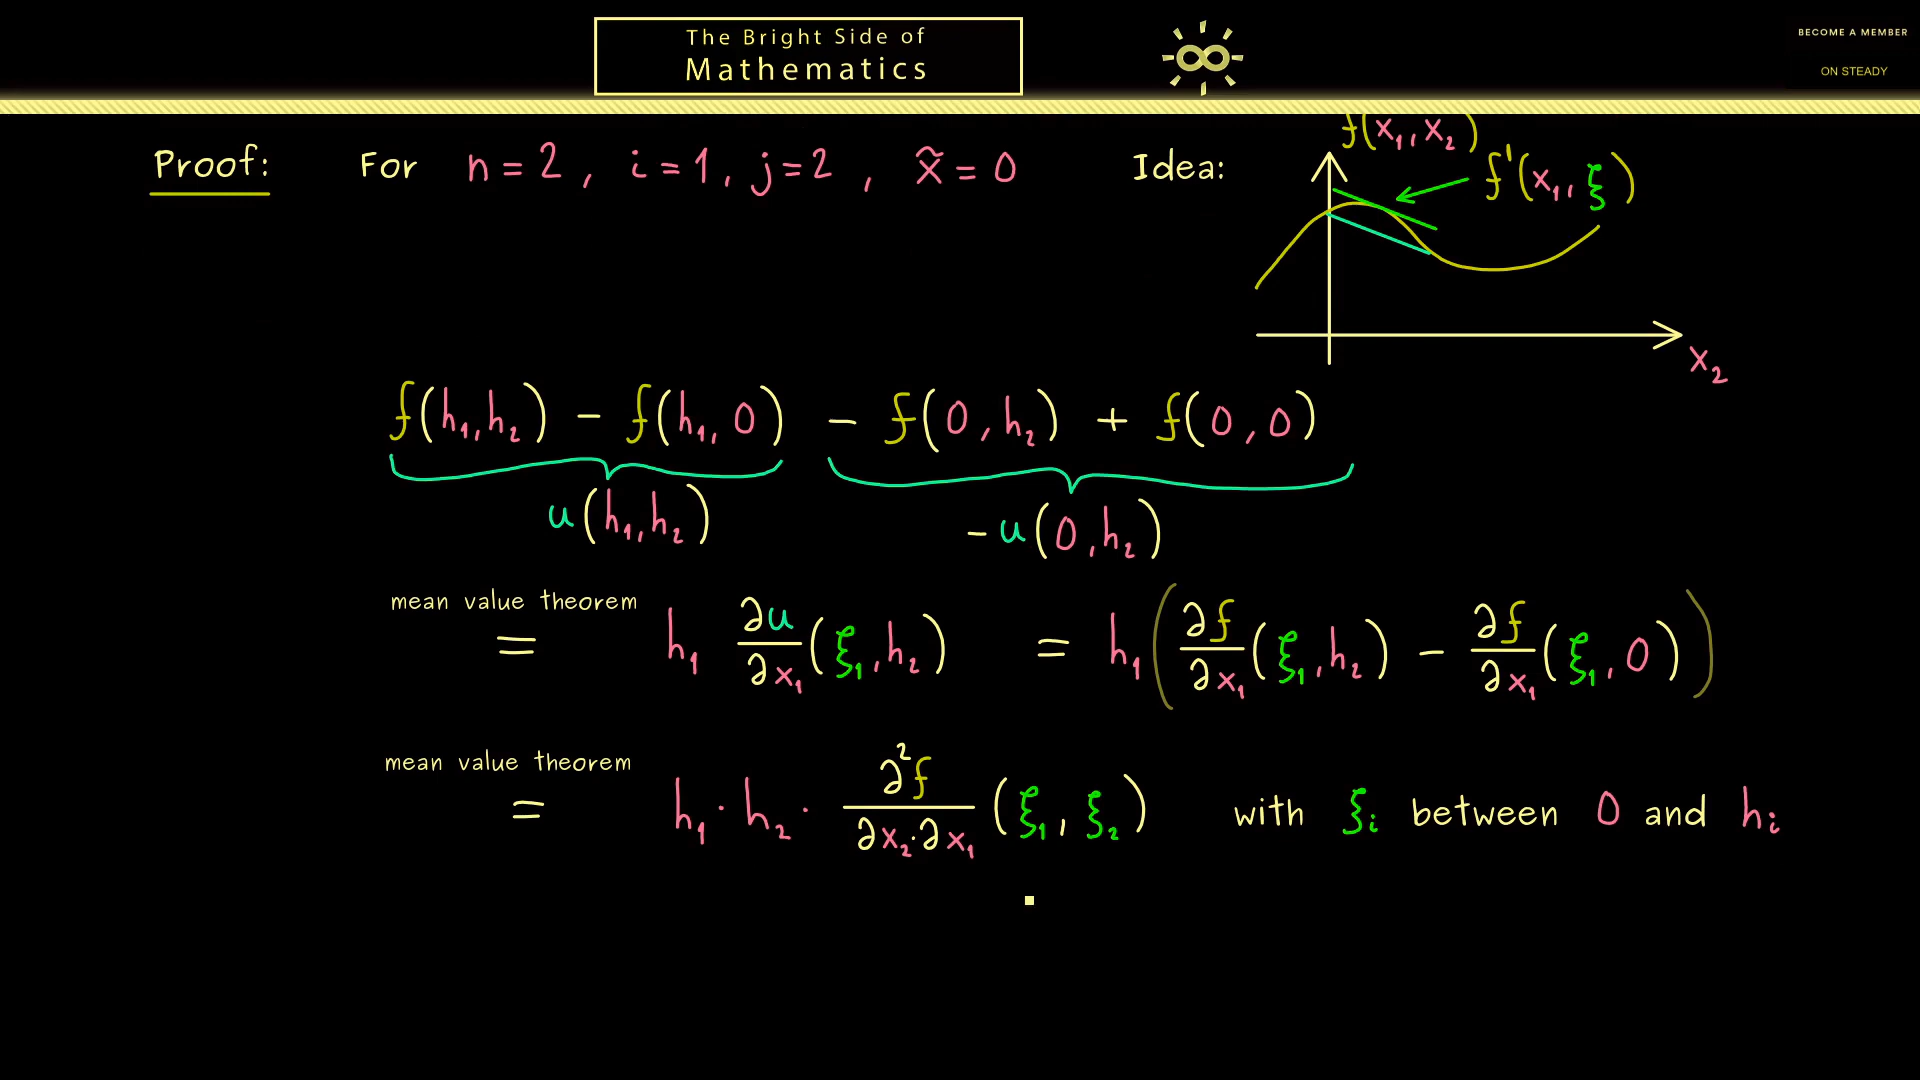 The Bright Side of
Mathematics
BECOME A MEMBER
ON STEADY
Proof: For n = 2 , i = 1 , j = 2 , x̃ = 0 Idea:
f(x₁, x₂)
f'(x₁, ξ)
x₂
f(h₁, h₂) − f(h₁, 0) − f(0, h₂) + f(0, 0)
u(h₁, h₂) −u(0, h₂)
mean value theorem
= h₁ ∂u/∂x₁(ξ₁, h₂) = h₁(∂f/∂x₁(ξ₁, h₂) − ∂f/∂x₁(ξ₁, 0))
mean value theorem
= h₁ · h₂ · ∂²f/∂x₂·∂x₁(ξ₁, ξ₂) with ξᵢ between 0 and hᵢ